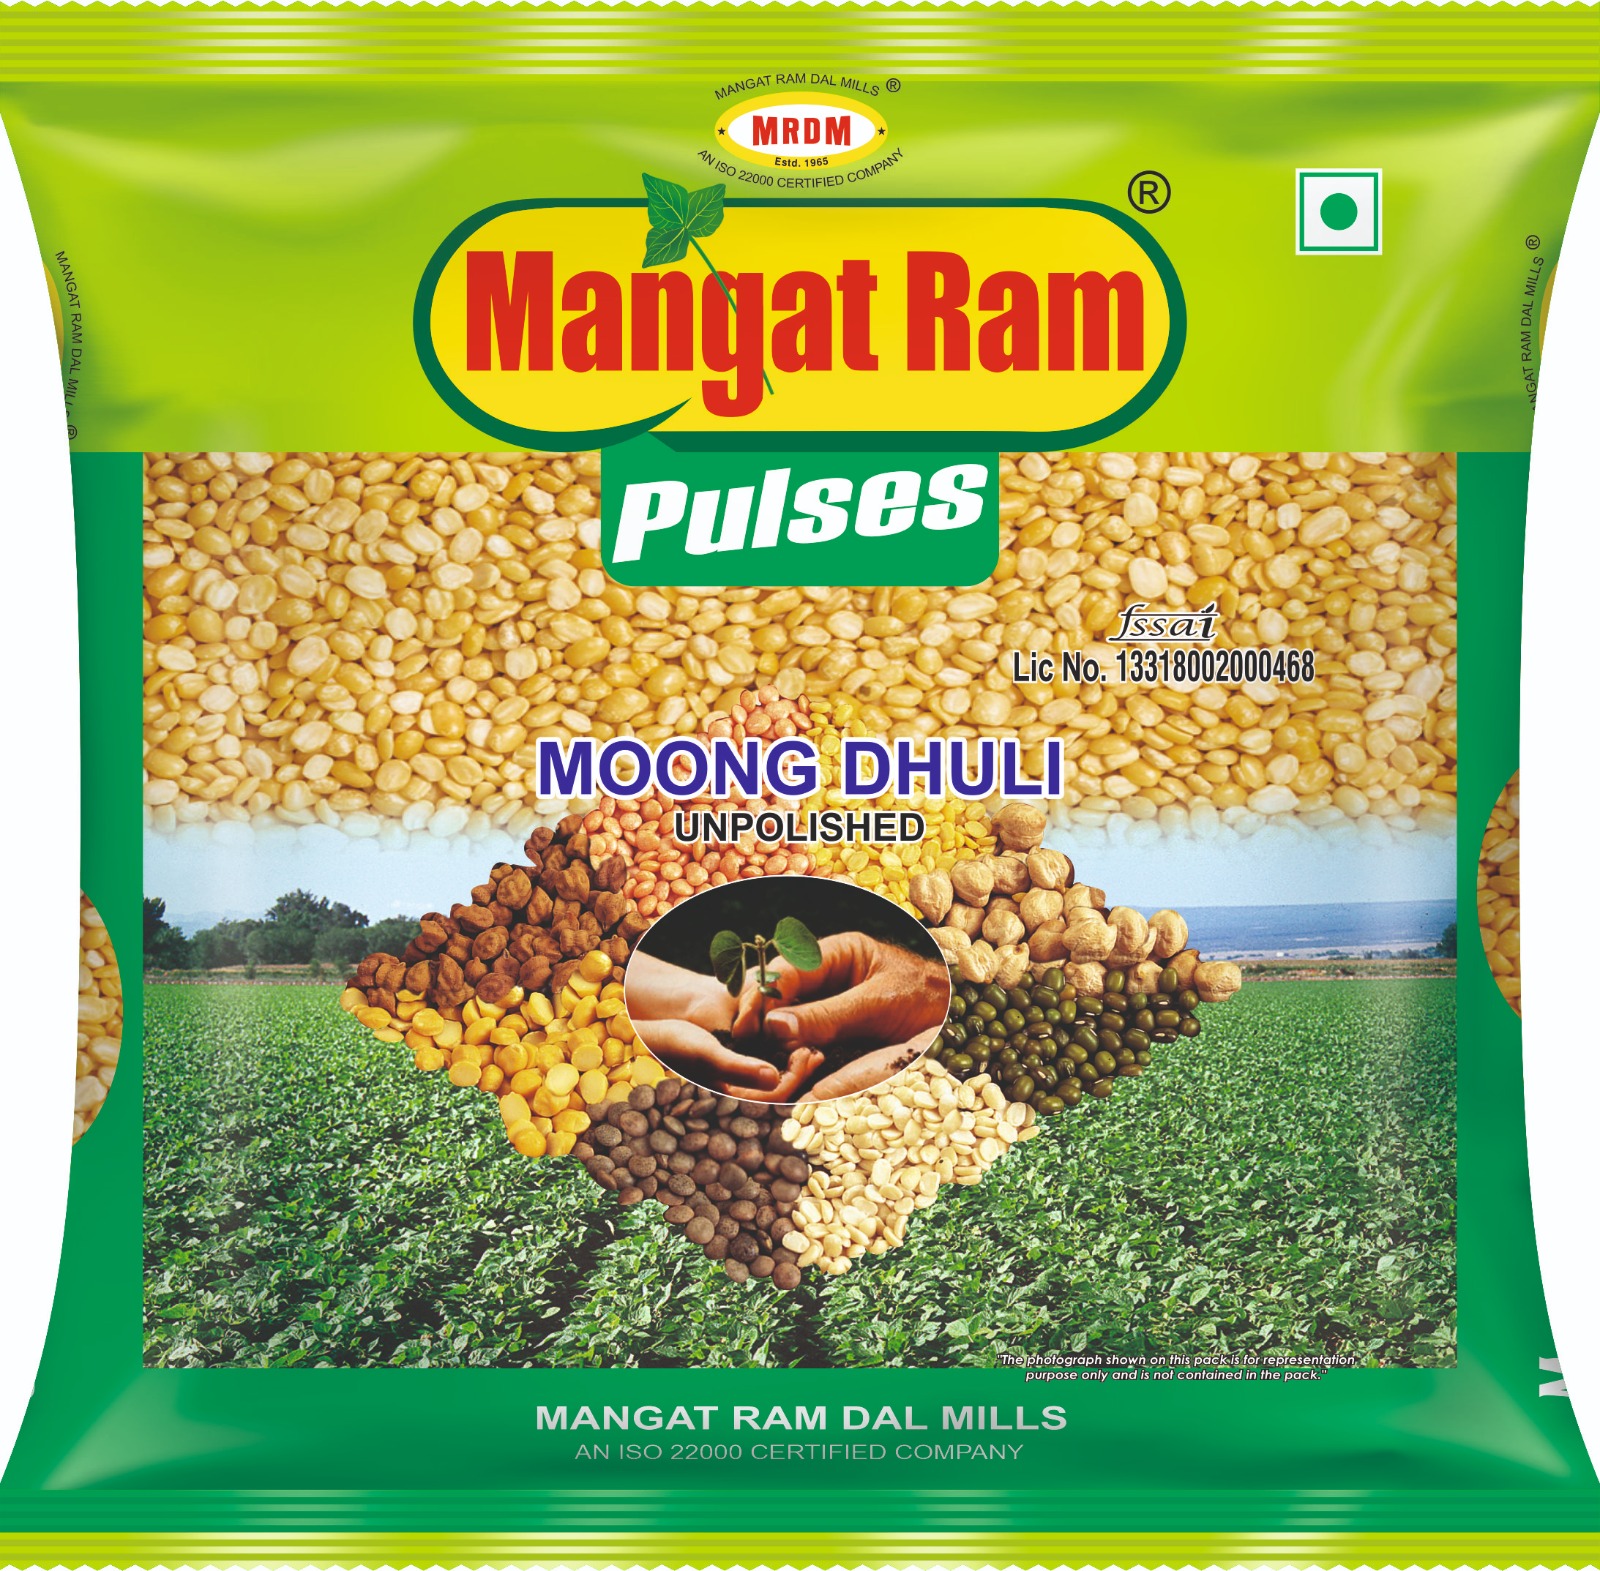 MANGAT RAM DAL MILLS ®
MRDM
Estd. 1965
AN ISO 22000 CERTIFIED COMPANY
®
Mangat Ram
Pulses
MANGAT RAM DAL MILLS ®
MANGAT RAM DAL MILLS ®
fssai
Lic No. 13318002000468
MOONG DHULI
UNPOLISHED
"The photograph shown on this pack is for representation
purpose only and is not contained in the pack."
MANGAT RAM DAL MILLS
AN ISO 22000 CERTIFIED COMPANY